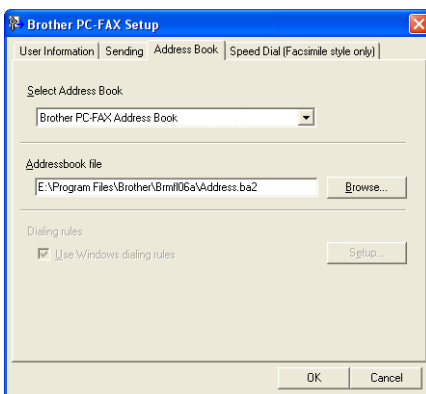 Brother PC-FAX Setup
User Information Sending Address Book Speed Dial (Facsimile style only)
Select Address Book
Brother PC-FAX Address Book
Addressbook file
E:\Program Files\Brother\Brmfl06a\Address.ba2 Browse...
Dialing rules
Use Windows dialing rules Setup...
OK Cancel